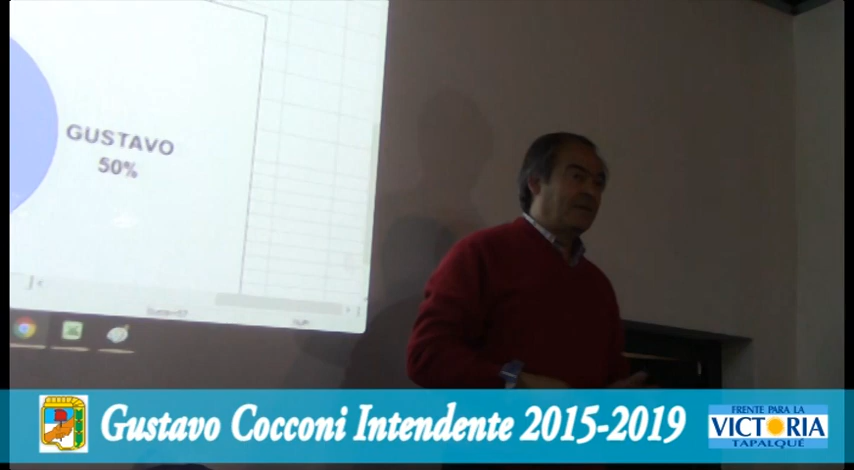 GUSTAVO
50%
Gustavo Cocconi Intendente 2015-2019
FRENTE PARA LA
VICTORIA
TAPALQUÉ